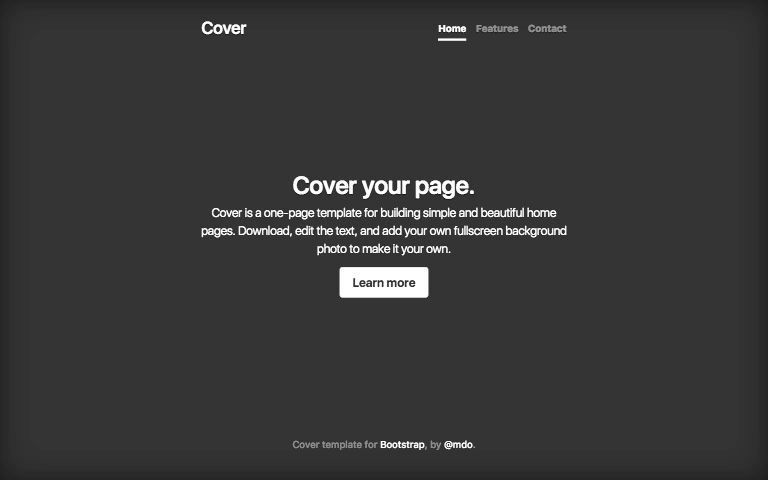 Cover
Home Features Contact
Cover your page.
Cover is a one-page template for building simple and beautiful home
pages. Download, edit the text, and add your own fullscreen background
photo to make it your own.
Learn more
Cover template for Bootstrap, by @mdo.